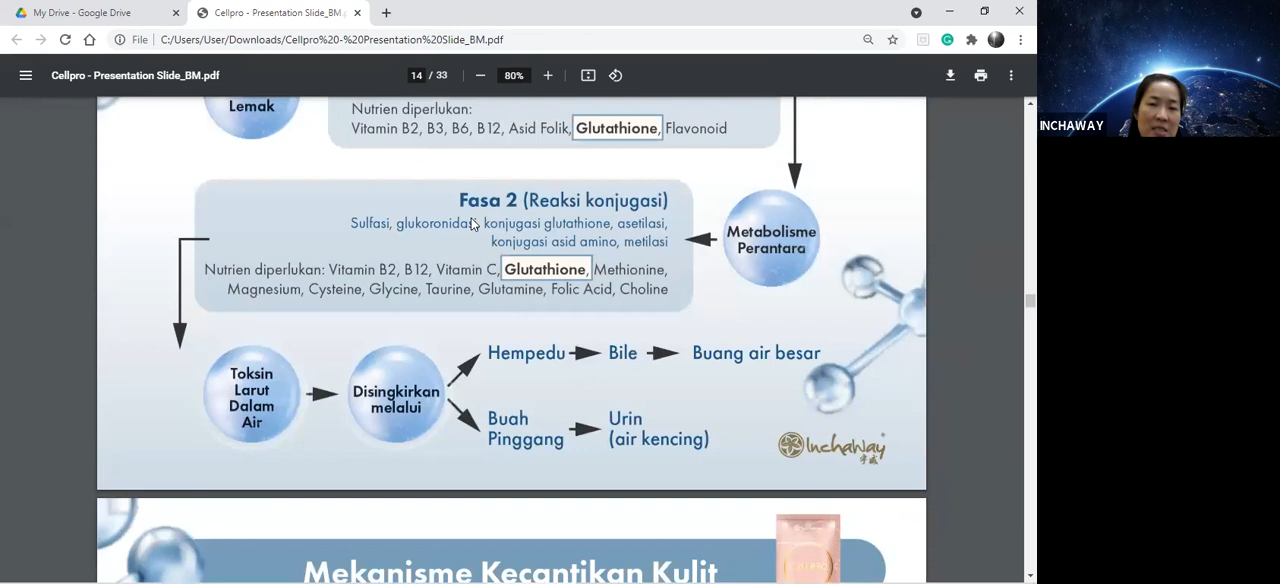 My Drive - Google Drive
Cellpro - Presentation Slide_BM.p
File
C:/Users/User/Downloads/Cellpro%20-%20Presentation%20Slide_BM.pdf
Cellpro - Presentation Slide_BM.pdf
14 / 33
80%
INCHAWAY
Lemak
Nutrien diperlukan:
Vitamin B2, B3, B6, B12, Asid Folik, Glutathione, Flavonoid
Fasa 2 (Reaksi konjugasi)
Sulfasi, glukoronidasi, konjugasi glutathione, asetilasi,
konjugasi asid amino, metilasi
Nutrien diperlukan: Vitamin B2, B12, Vitamin C, Glutathione, Methionine,
Magnesium, Cysteine, Glycine, Taurine, Glutamine, Folic Acid, Choline
Metabolisme
Perantara
Toksin
Larut
Dalam
Air
Disingkirkan
melalui
Hempedu
Bile
Buang air besar
Buah
Pinggang
Urin
(air kencing)
InchaWay
宇威
Mekanisme Kecantikan Kulit